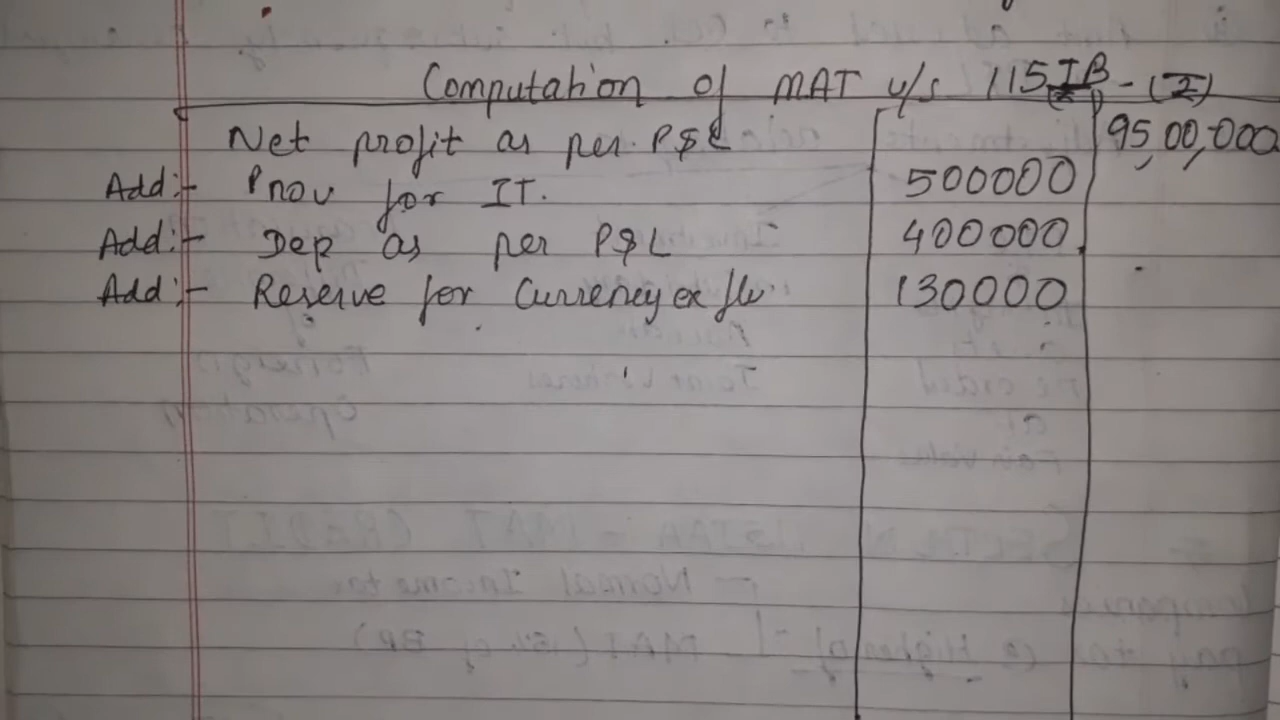 Computation of MAT u/s 115JB - (I)
Net profit as per P&L 95,00,000
Add:- Prov for IT. 500000
Add:- Dep as per P&L 400000
Add:- Reserve for Currency ex flu. 130000